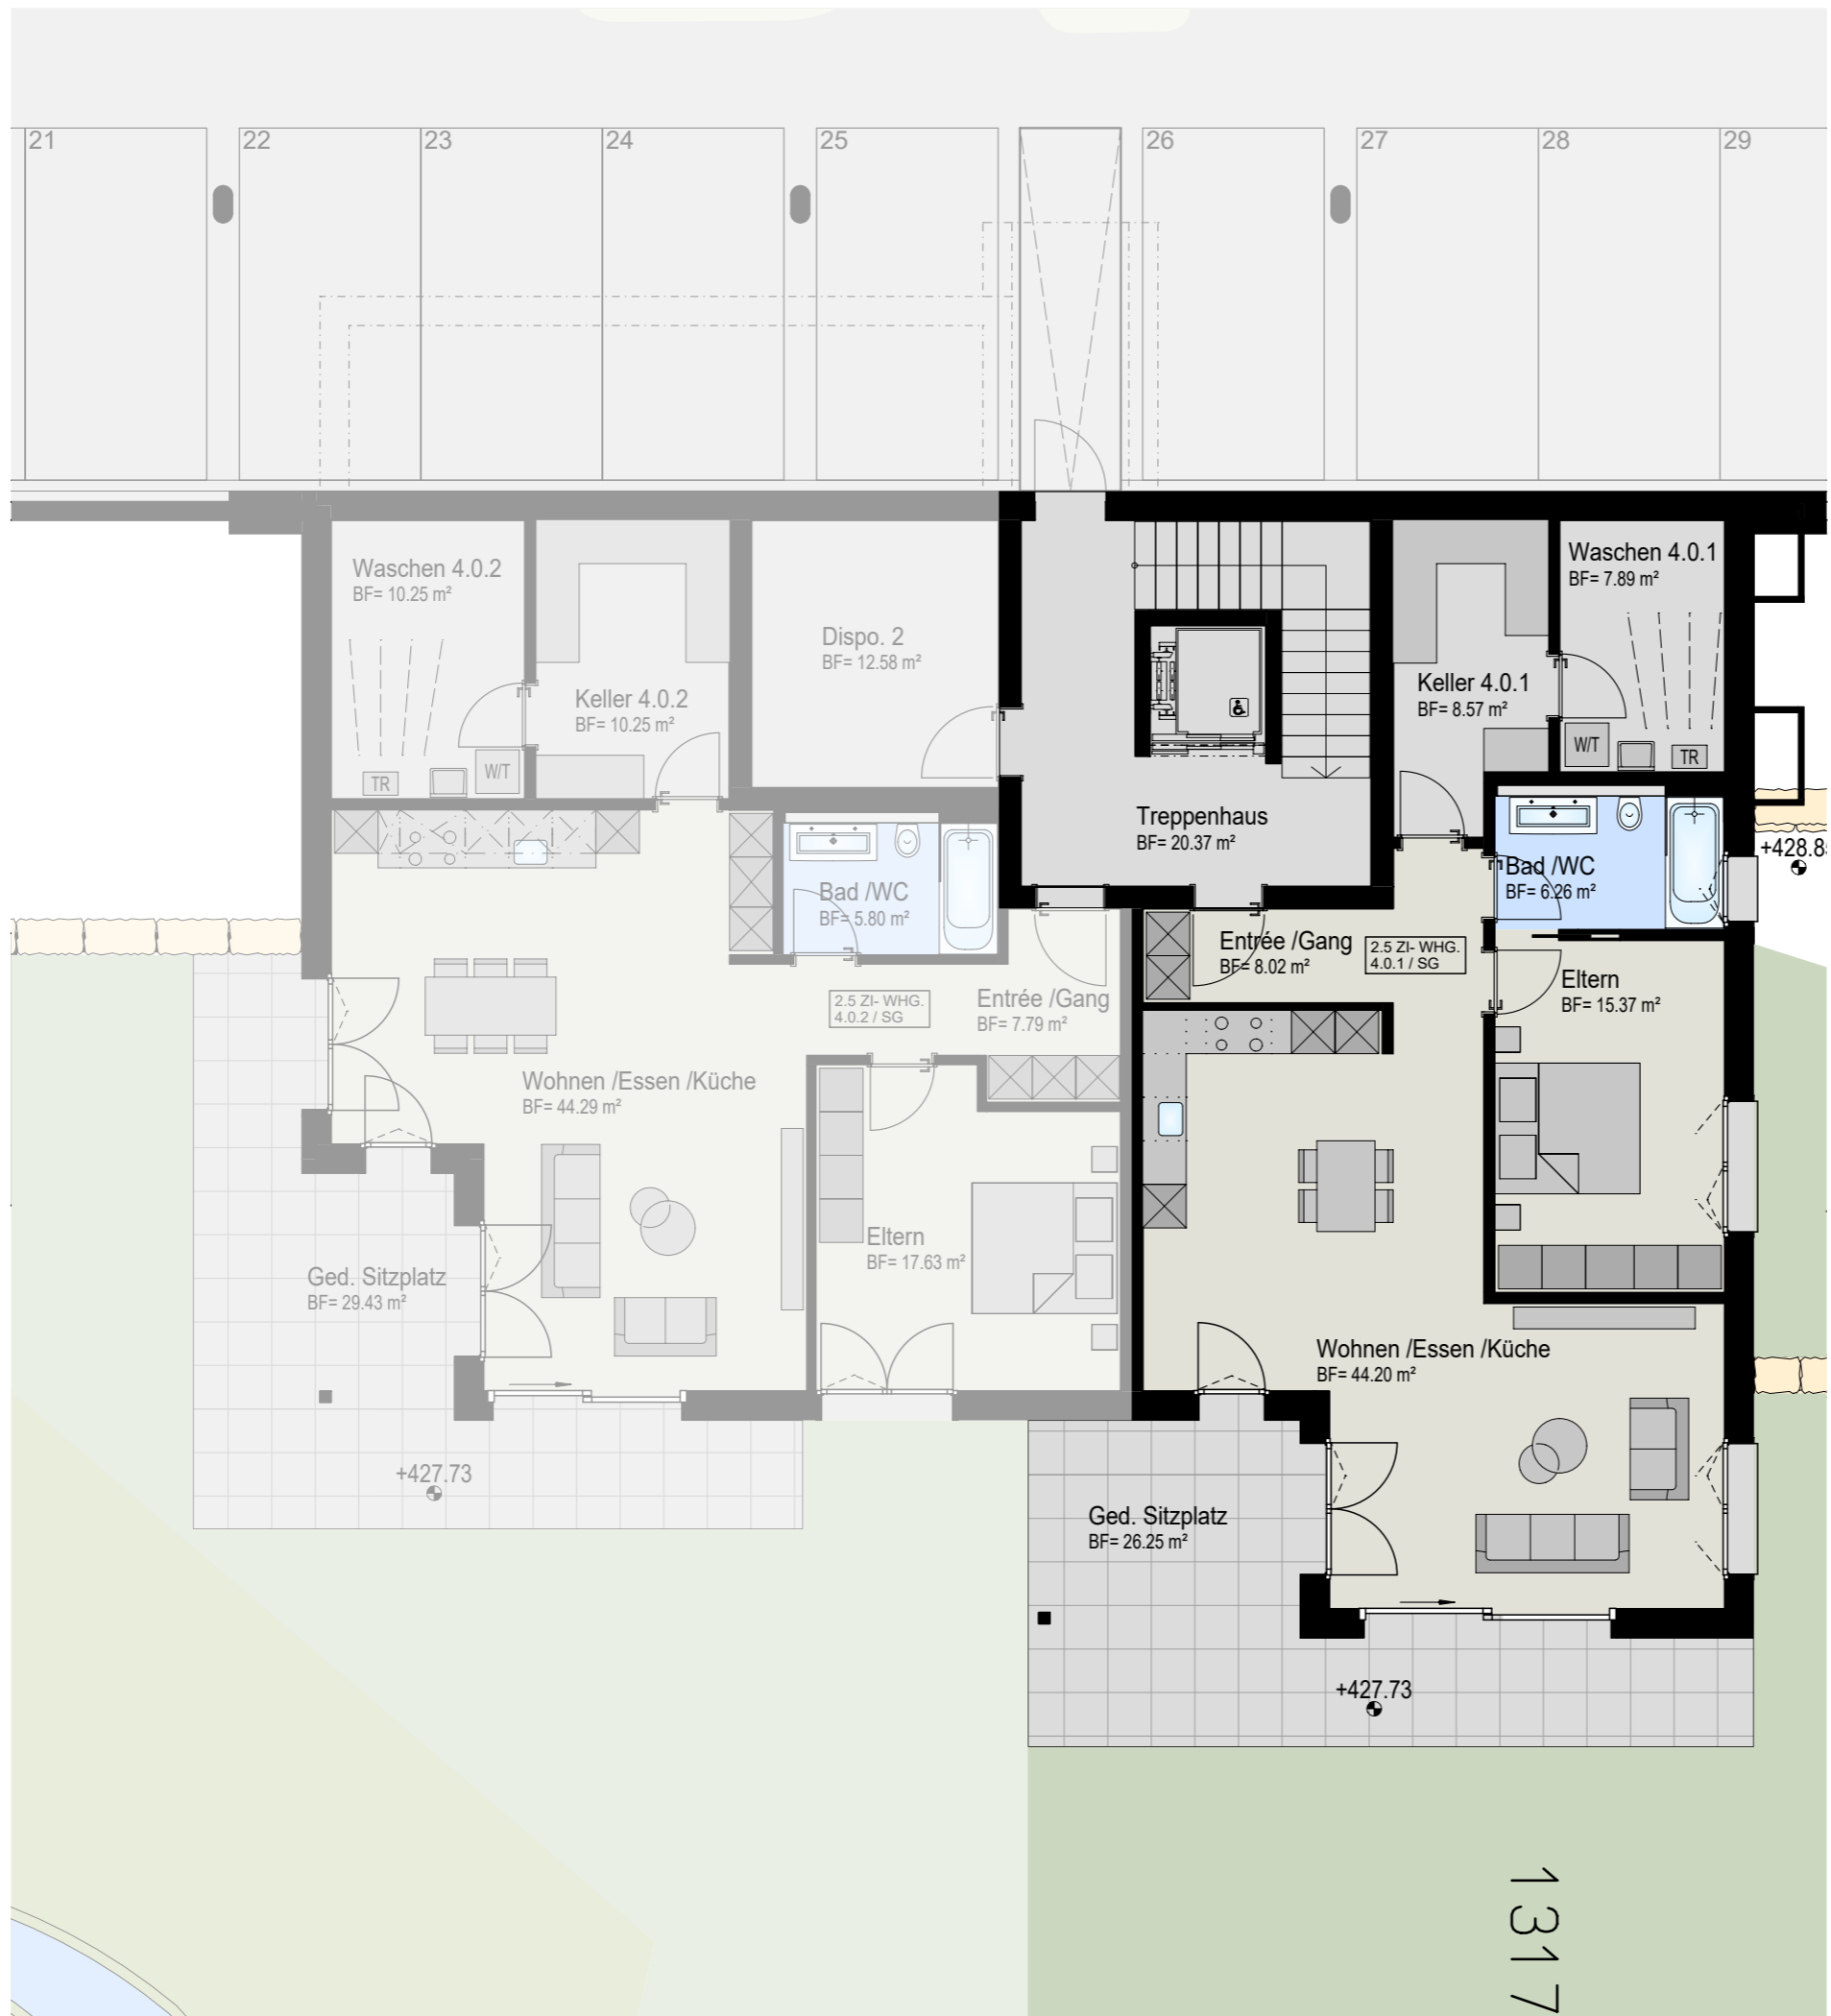 21
22
23
24
25
26
27
28
29
Waschen 4.0.2
BF= 10.25 m²
TR
W/T
Keller 4.0.2
BF= 10.25 m²
Dispo. 2
BF= 12.58 m²
Treppenhaus
BF= 20.37 m²
Keller 4.0.1
BF= 8.57 m²
Waschen 4.0.1
BF= 7.89 m²
W/T
TR
+428.8
Bad /WC
BF= 5.80 m²
Bad /WC
BF= 6.26 m²
Entrée /Gang
BF= 8.02 m²
2.5 ZI- WHG.
4.0.1 / SG
Eltern
BF= 15.37 m²
2.5 ZI- WHG.
4.0.2 / SG
Entrée /Gang
BF= 7.79 m²
Wohnen /Essen /Küche
BF= 44.29 m²
Eltern
BF= 17.63 m²
Ged. Sitzplatz
BF= 29.43 m²
Wohnen /Essen /Küche
BF= 44.20 m²
+427.73
Ged. Sitzplatz
BF= 26.25 m²
+427.73
1317